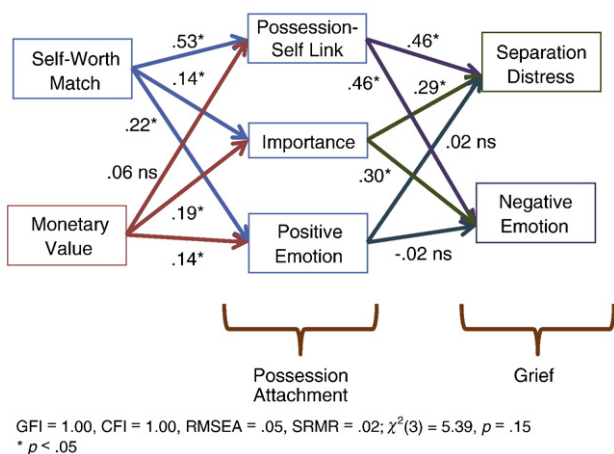 Self-Worth
Match
Monetary
Value
.53*
.14*
.22*
.06 ns
.19*
.14*
Possession-
Self Link
Importance
Positive
Emotion
.46*
.46*
.29*
.02 ns
.30*
-.02 ns
Separation
Distress
Negative
Emotion
Possession
Attachment
Grief
GFI = 1.00, CFI = 1.00, RMSEA = .05, SRMR = .02; χ²(3) = 5.39, p = .15
* p < .05